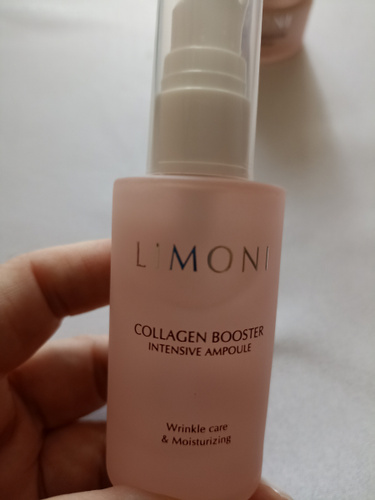 LiMONI
COLLAGEN BOOSTER
INTENSIVE AMPOULE
Wrinkle care
& Moisturizing